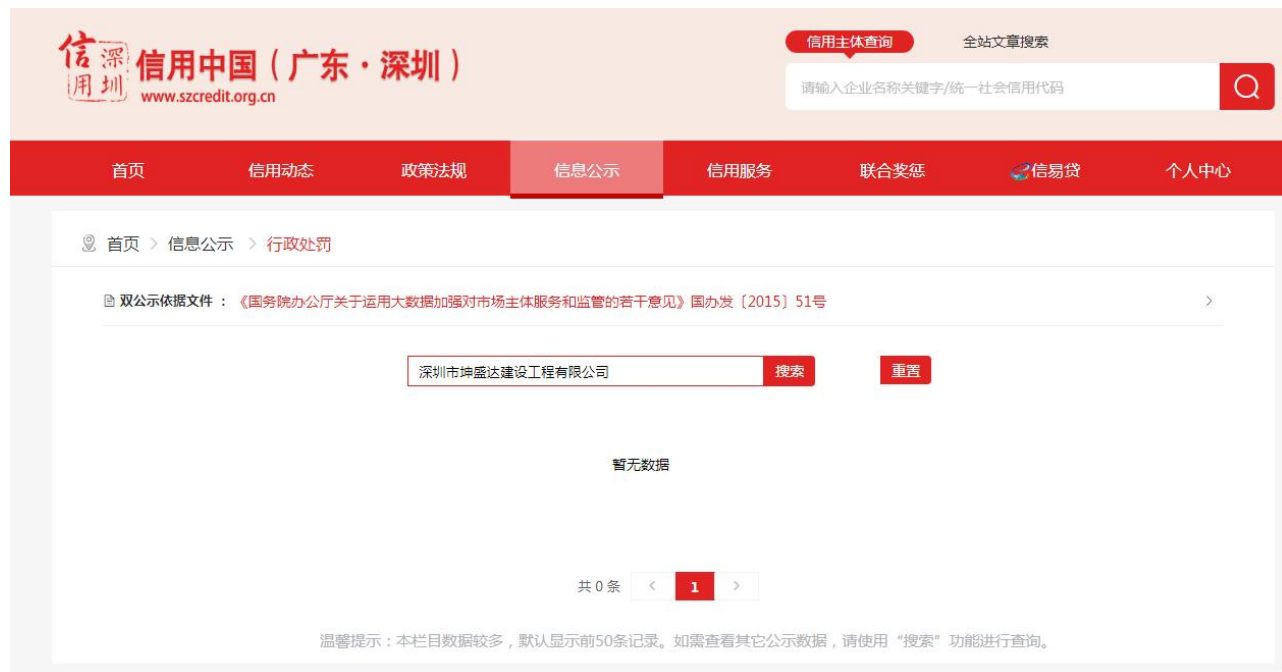 信用 深圳
信用中国（广东·深圳）
www.szcredit.org.cn
信用主体查询 全站文章搜索
请输入企业名称关键字/统一社会信用代码
首页 信用动态 政策法规 信息公示 信用服务 联合奖惩 信易贷 个人中心
首页 > 信息公示 > 行政处罚
双公示依据文件 ： 《国务院办公厅关于运用大数据加强对市场主体服务和监管的若干意见》国办发〔2015〕51号 >
深圳市坤盛达建设工程有限公司 搜索 重置
暂无数据
共 0 条 < 1 >
温馨提示：本栏目数据较多，默认显示前50条记录。如需查看其它公示数据，请使用“搜索”功能进行查询。